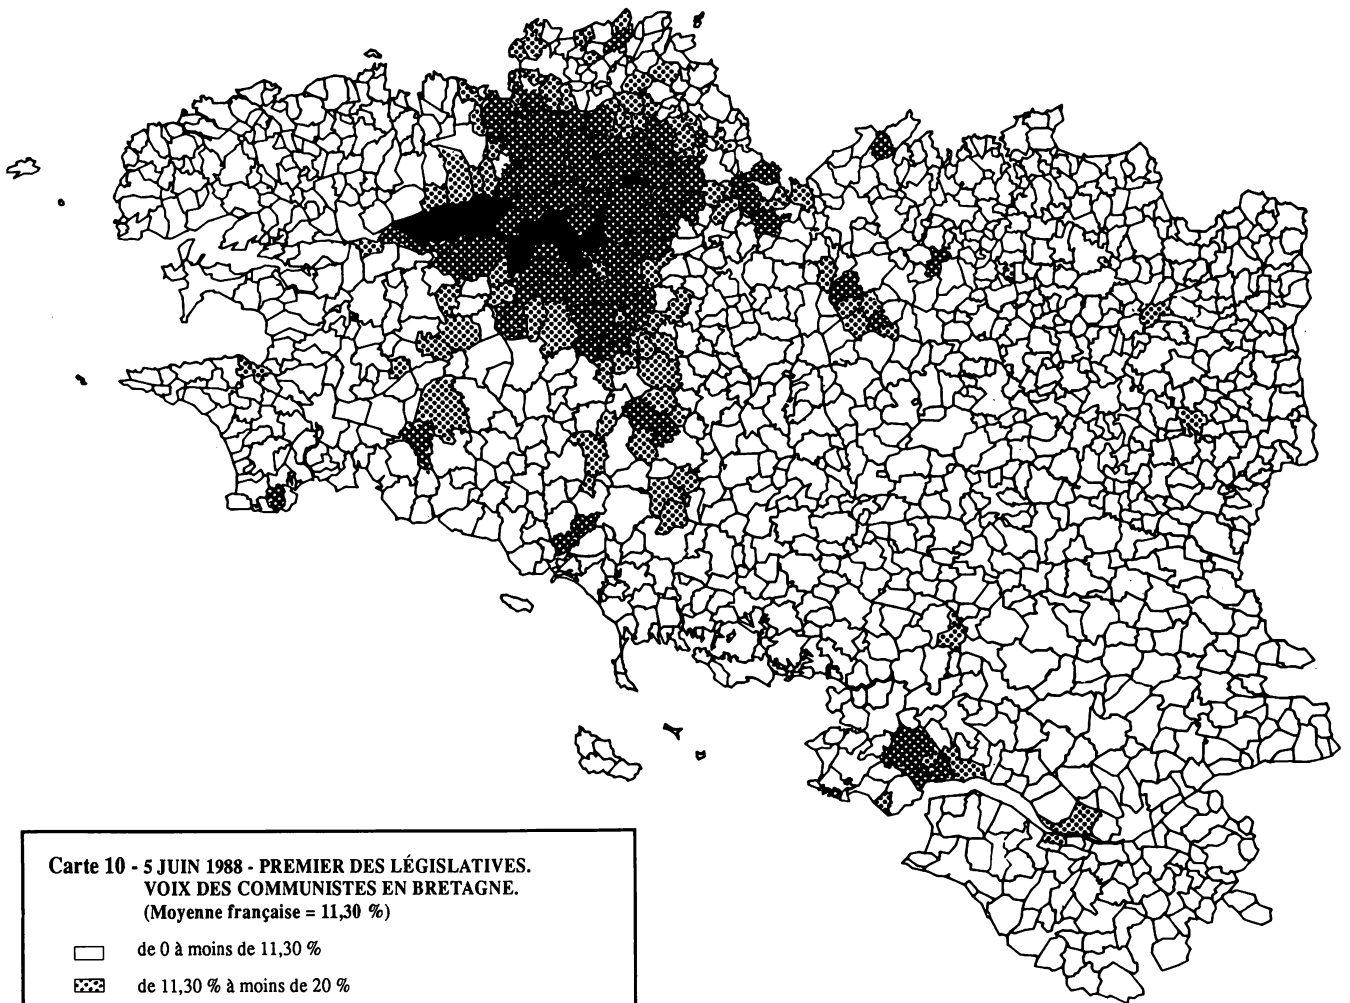 Carte 10 - 5 JUIN 1988 - PREMIER DES LÉGISLATIVES.
VOIX DES COMMUNISTES EN BRETAGNE.
(Moyenne française = 11,30 %)
de 0 à moins de 11,30 %
de 11,30 % à moins de 20 %